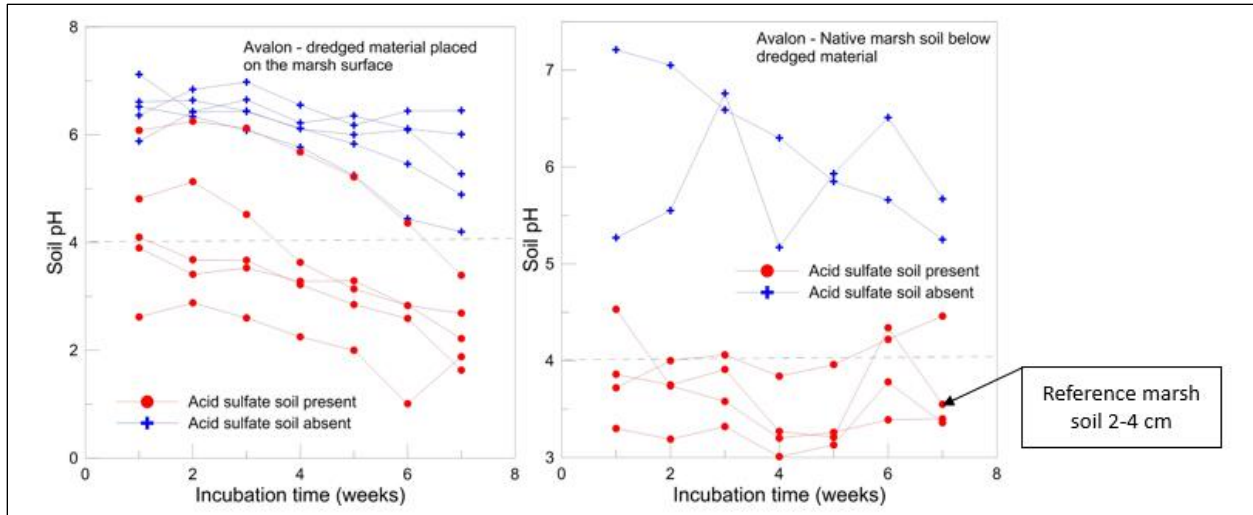 Avalon - dredged material placed
on the marsh surface
8
6
4
2
0
Soil pH
Acid sulfate soil present
Acid sulfate soil absent
0
2
4
6
8
Incubation time (weeks)
Avalon - Native marsh soil below
dredged material
7
6
5
4
3
Soil pH
Acid sulfate soil present
Acid sulfate soil absent
0
2
4
6
8
Incubation time (weeks)
Reference marsh
soil 2-4 cm